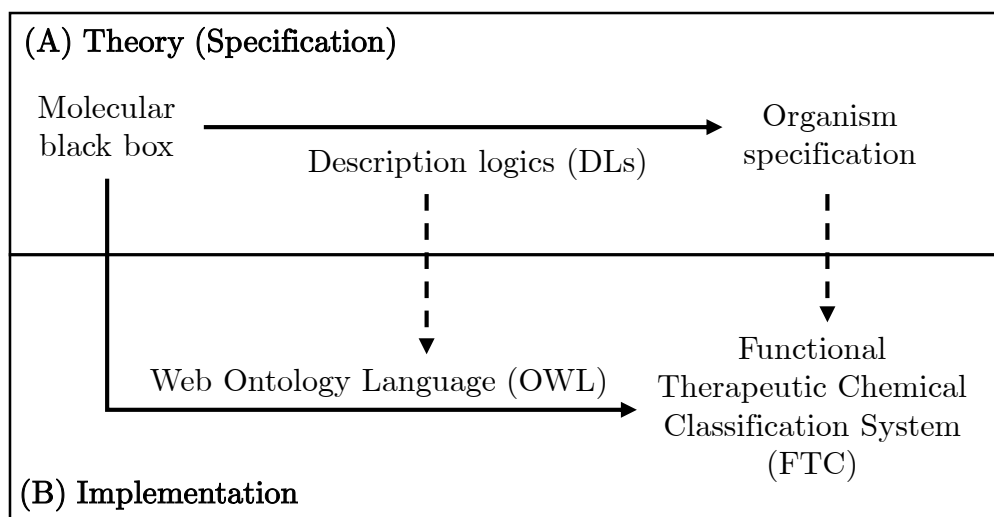 (A) Theory (Specification)
Molecular
black box
Description logics (DLs)
Organism
specification
Web Ontology Language (OWL)
Functional
Therapeutic Chemical
Classification System
(FTC)
(B) Implementation